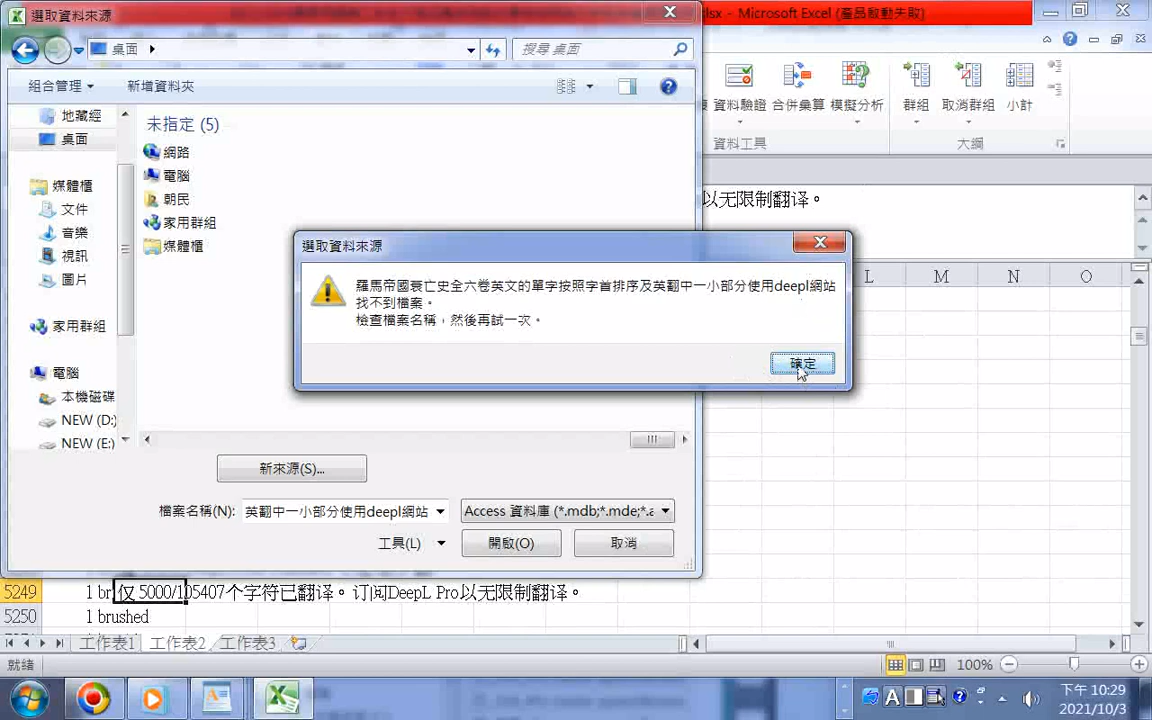 選取資料來源
lsx - Microsoft Excel (產品啟動失敗)
桌面
搜尋 桌面
組合管理
新增資料夾
資料驗證 合併彙算 模擬分析
群組 取消群組 小計
資料工具
大綱
地藏經
桌面
媒體櫃
文件
音樂
視訊
圖片
家用群組
電腦
本機磁碟
NEW (D:)
NEW (E:)
未指定 (5)
網路
電腦
朝民
家用群組
媒體櫃
以无限制翻译。
選取資料來源
羅馬帝國衰亡史全六卷英文的單字按照字首排序及英翻中一小部分使用deepl網站
找不到檔案。
檢查檔案名稱，然後再試一次。
確定
L M N O
新來源(S)...
檔案名稱(N): 英翻中一小部分使用deepl網站 Access 資料庫 (*.mdb;*.mde;*.a
工具(L) 開啟(O) 取消
5249 1 br 仅 5000/105407个字符已翻译。订阅DeepL Pro以无限制翻译。
5250 1 brushed
工作表1 工作表2 工作表3
就緒
100%
下午 10:29
2021/10/3